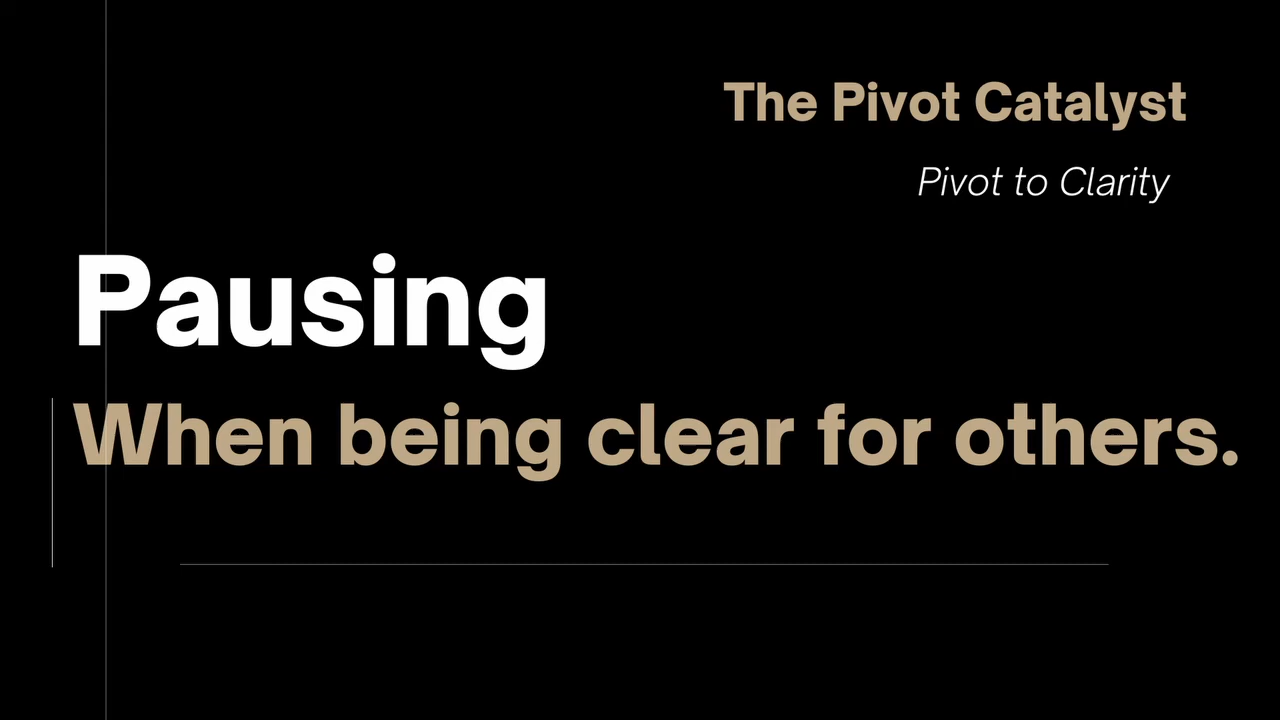 The Pivot Catalyst
Pivot to Clarity
Pausing
When being clear for others.